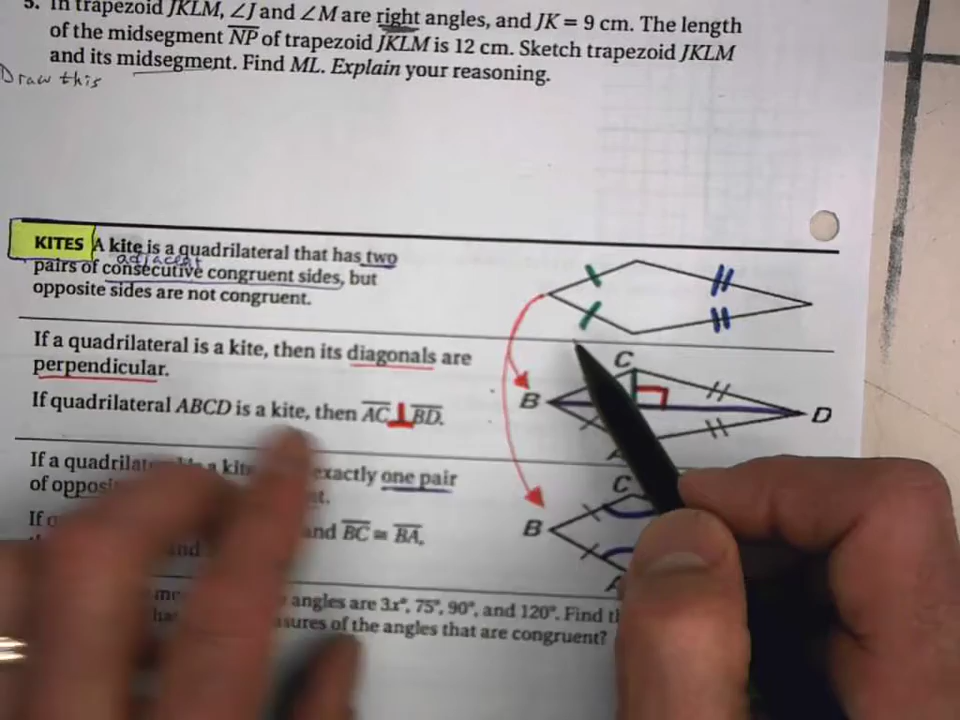 5. In trapezoid JKLM, ∠J and ∠M are right angles, and JK = 9 cm. The length
of the midsegment NP of trapezoid JKLM is 12 cm. Sketch trapezoid JKLM
and its midsegment. Find ML. Explain your reasoning.
Draw this
KITES A kite is a quadrilateral that has two
adjacent
pairs of consecutive congruent sides, but
opposite sides are not congruent.
If a quadrilateral is a kite, then its diagonals are
perpendicular.
If quadrilateral ABCD is a kite, then AC ⊥ BD.
C
B
D
If a kite exactly one pair
of
and BC ≅ BA,
C
B
angles are 3x°, 75°, 90°, and 120°. Find
of the angles that are congruent?